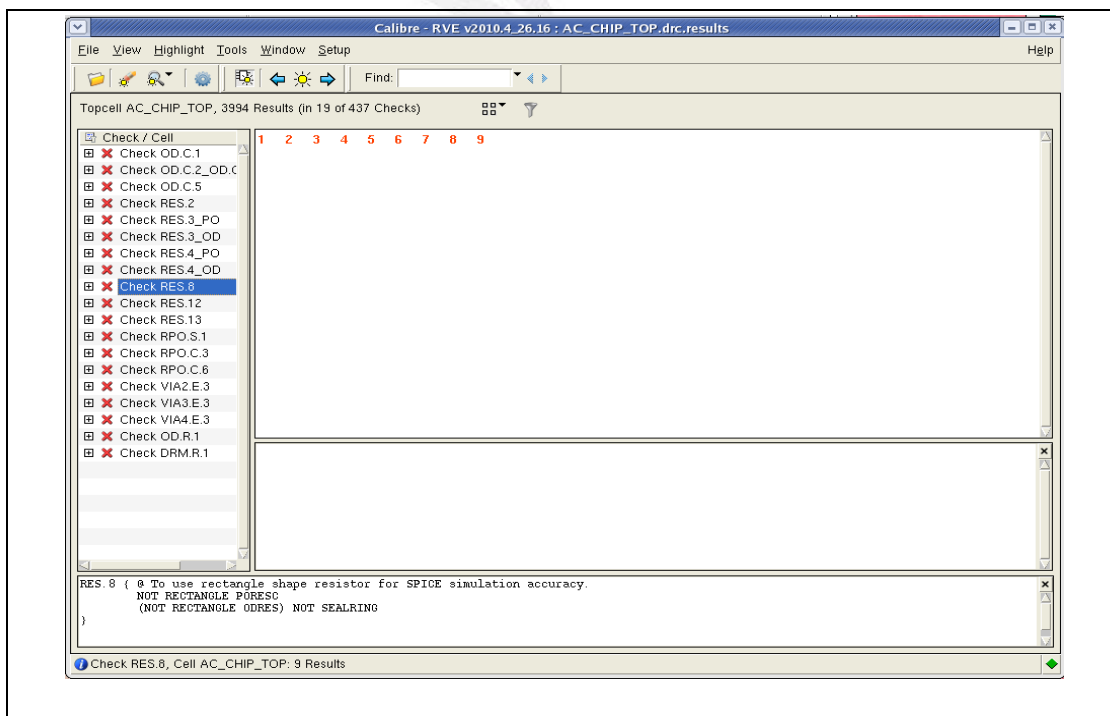 Calibre - RVE v2010.4_26.16 : AC_CHIP_TOP.drc.results
File View Highlight Tools Window Setup Help
Find:
Topcell AC_CHIP_TOP, 3994 Results (in 19 of 437 Checks)
Check / Cell
1 2 3 4 5 6 7 8 9
Check OD.C.1
Check OD.C.2_OD.C
Check OD.C.5
Check RES.2
Check RES.3_PO
Check RES.3_OD
Check RES.4_PO
Check RES.4_OD
Check RES.8
Check RES.12
Check RES.13
Check RPO.S.1
Check RPO.C.3
Check RPO.C.6
Check VIA2.E.3
Check VIA3.E.3
Check VIA4.E.3
Check OD.R.1
Check DRM.R.1
RES.8 { @ To use rectangle shape resistor for SPICE simulation accuracy.
NOT RECTANGLE PORESC
(NOT RECTANGLE ODRES) NOT SEALRING
}
Check RES.8, Cell AC_CHIP_TOP: 9 Results